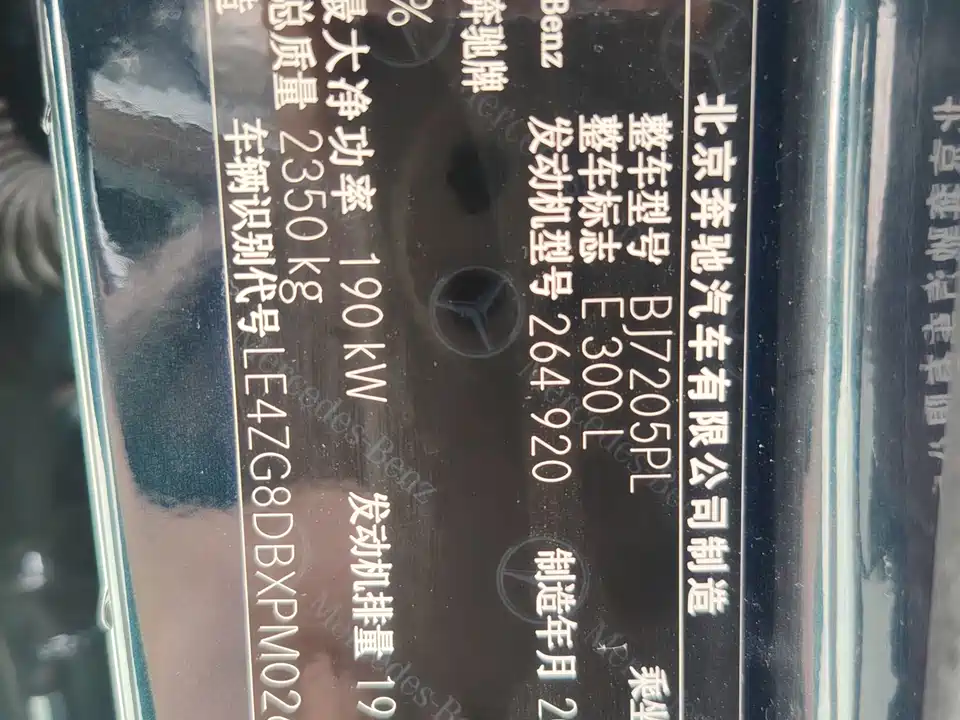 北京奔驰汽车有限公司制造
整车型号 BJ7205PL
整车标志 E 300 L
Benz 发动机型号 264 920 制造年月 2
奔驰牌
%
最大净功率 190 kW 发动机排量 19
总质量 2350 kg
车辆识别代号 LE4ZG8DBXPM02